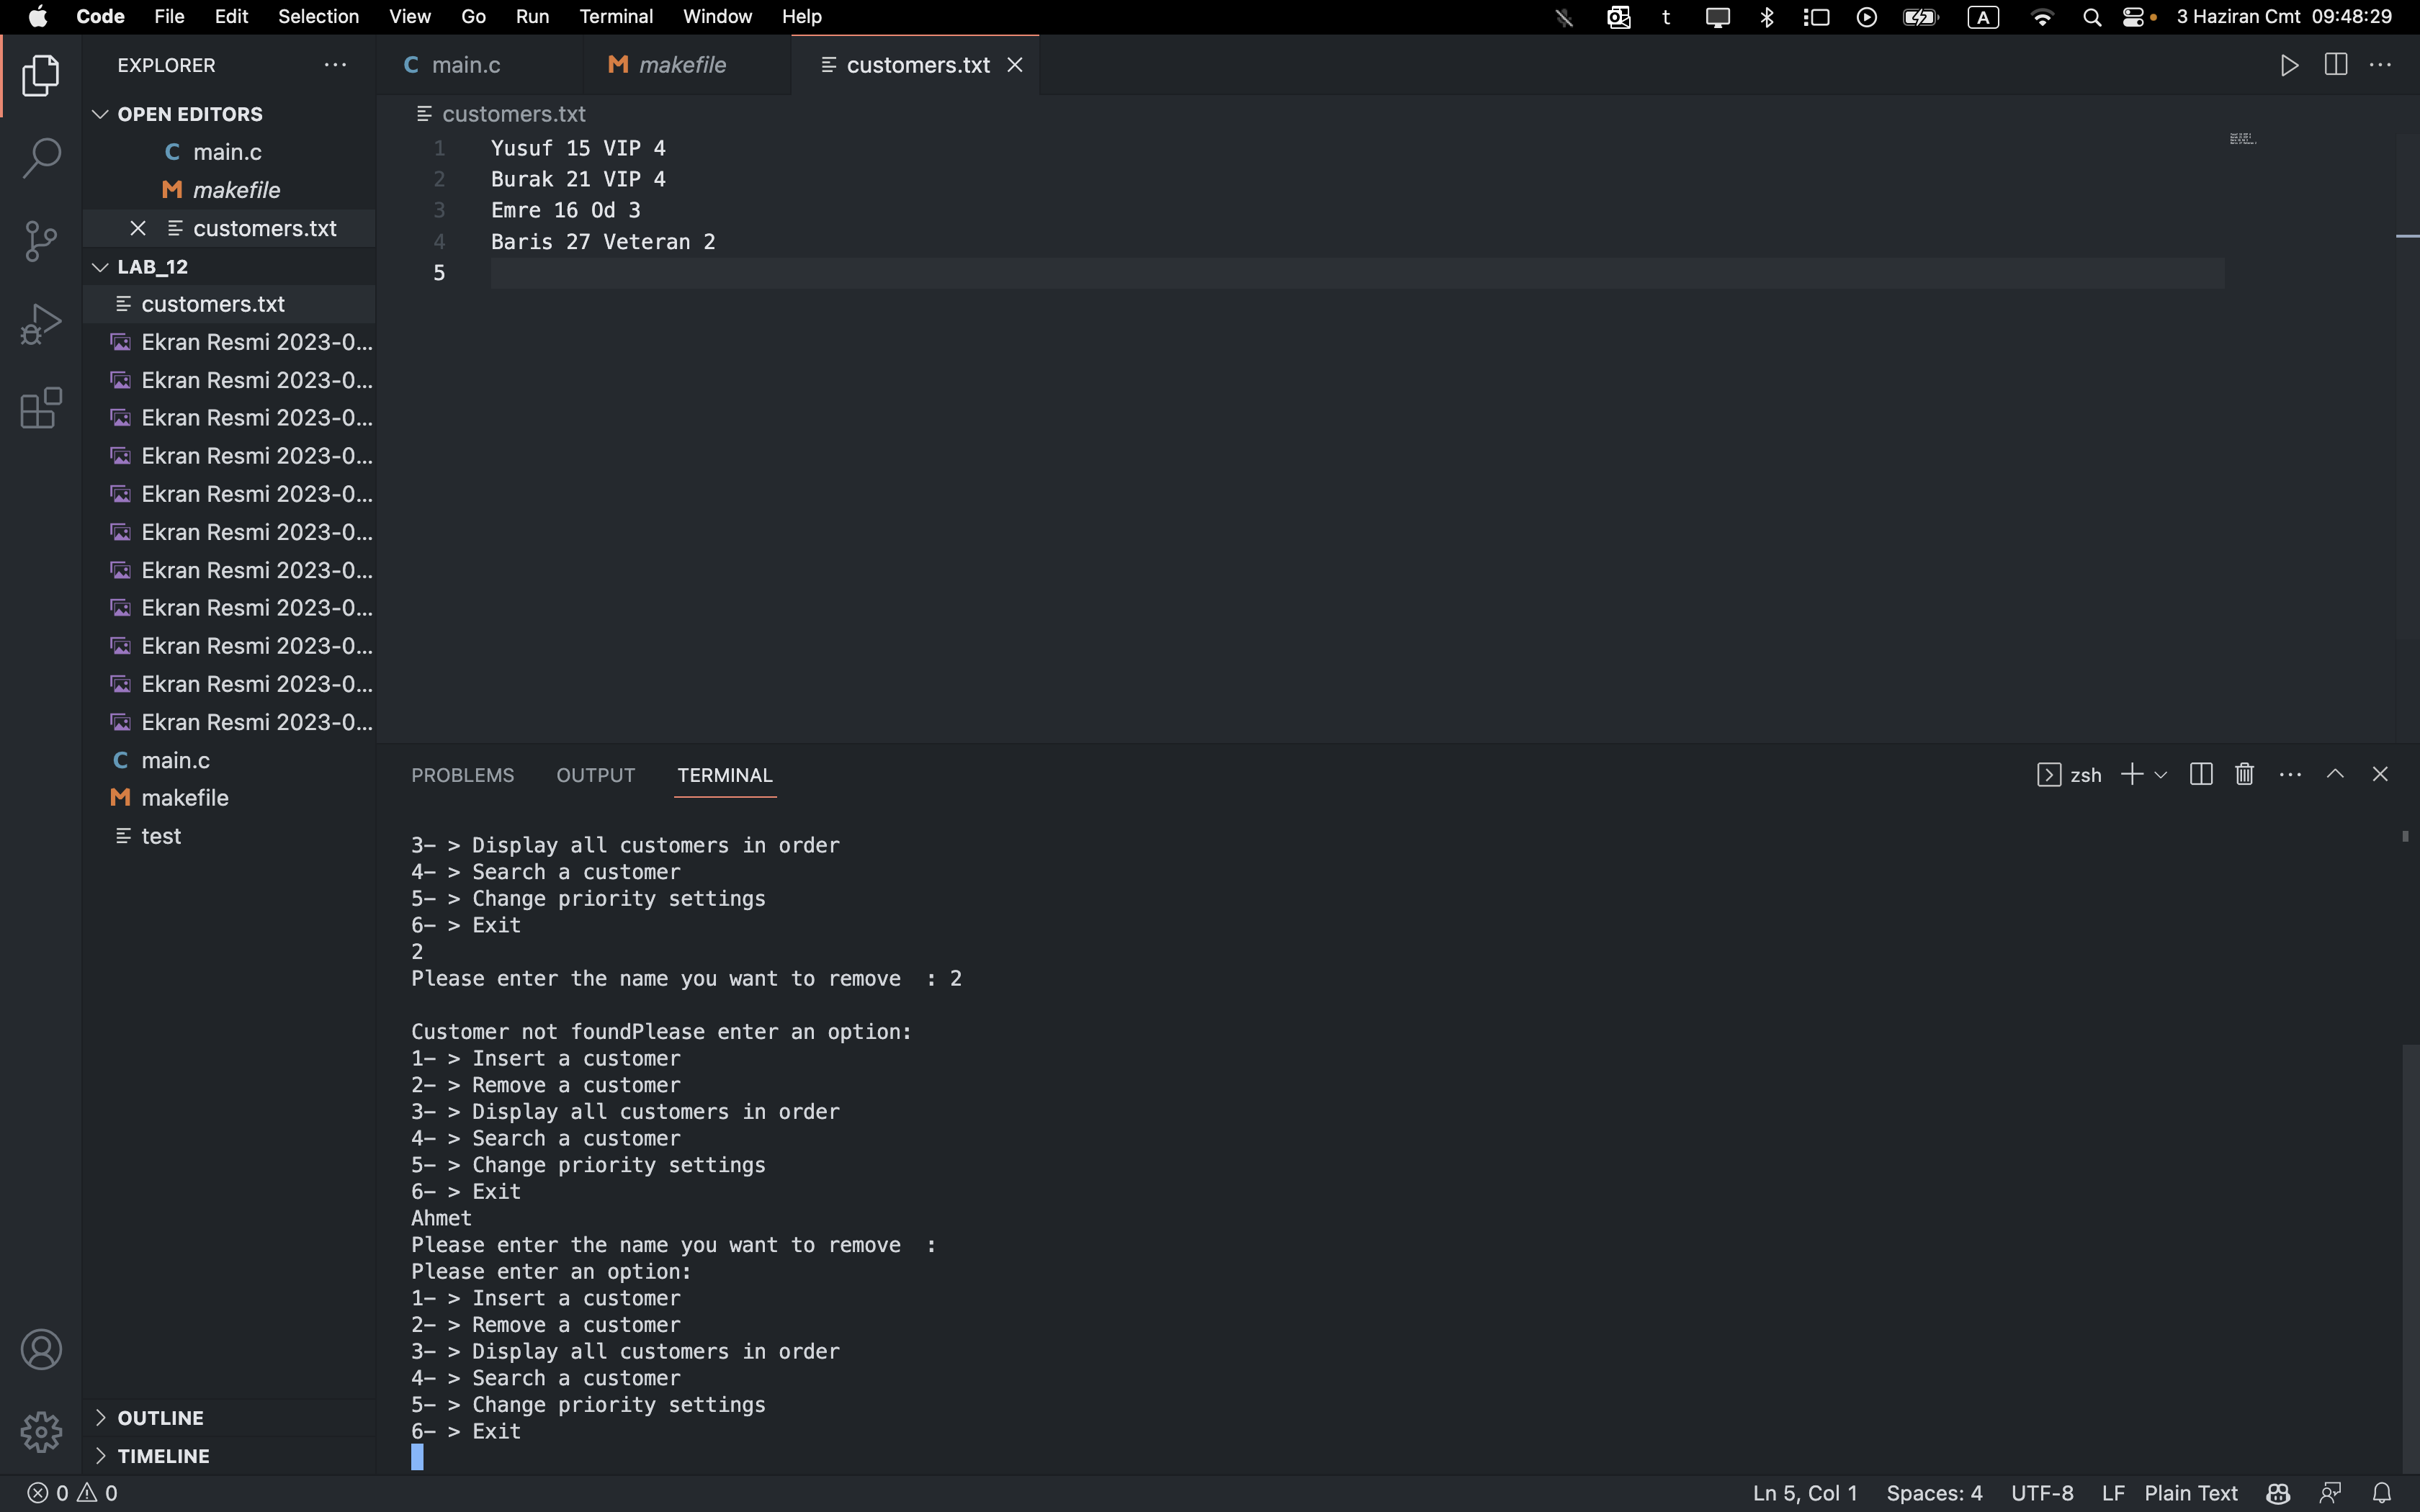 Code File Edit Selection View Go Run Terminal Window Help t A 3 Haziran Cmt 09:48:29
EXPLORER
OPEN EDITORS
C main.c
M makefile
customers.txt
LAB_12
customers.txt
Ekran Resmi 2023-0...
Ekran Resmi 2023-0...
Ekran Resmi 2023-0...
Ekran Resmi 2023-0...
Ekran Resmi 2023-0...
Ekran Resmi 2023-0...
Ekran Resmi 2023-0...
Ekran Resmi 2023-0...
Ekran Resmi 2023-0...
Ekran Resmi 2023-0...
Ekran Resmi 2023-0...
C main.c
M makefile
test
OUTLINE
TIMELINE
C main.c M makefile customers.txt
customers.txt
1 Yusuf 15 VIP 4
2 Burak 21 VIP 4
3 Emre 16 Od 3
4 Baris 27 Veteran 2
5
PROBLEMS OUTPUT TERMINAL zsh
3- > Display all customers in order
4- > Search a customer
5- > Change priority settings
6- > Exit
2
Please enter the name you want to remove  : 2
Customer not foundPlease enter an option:
1- > Insert a customer
2- > Remove a customer
3- > Display all customers in order
4- > Search a customer
5- > Change priority settings
6- > Exit
Ahmet
Please enter the name you want to remove  :
Please enter an option:
1- > Insert a customer
2- > Remove a customer
3- > Display all customers in order
4- > Search a customer
5- > Change priority settings
6- > Exit
0 0 Ln 5, Col 1 Spaces: 4 UTF-8 LF Plain Text